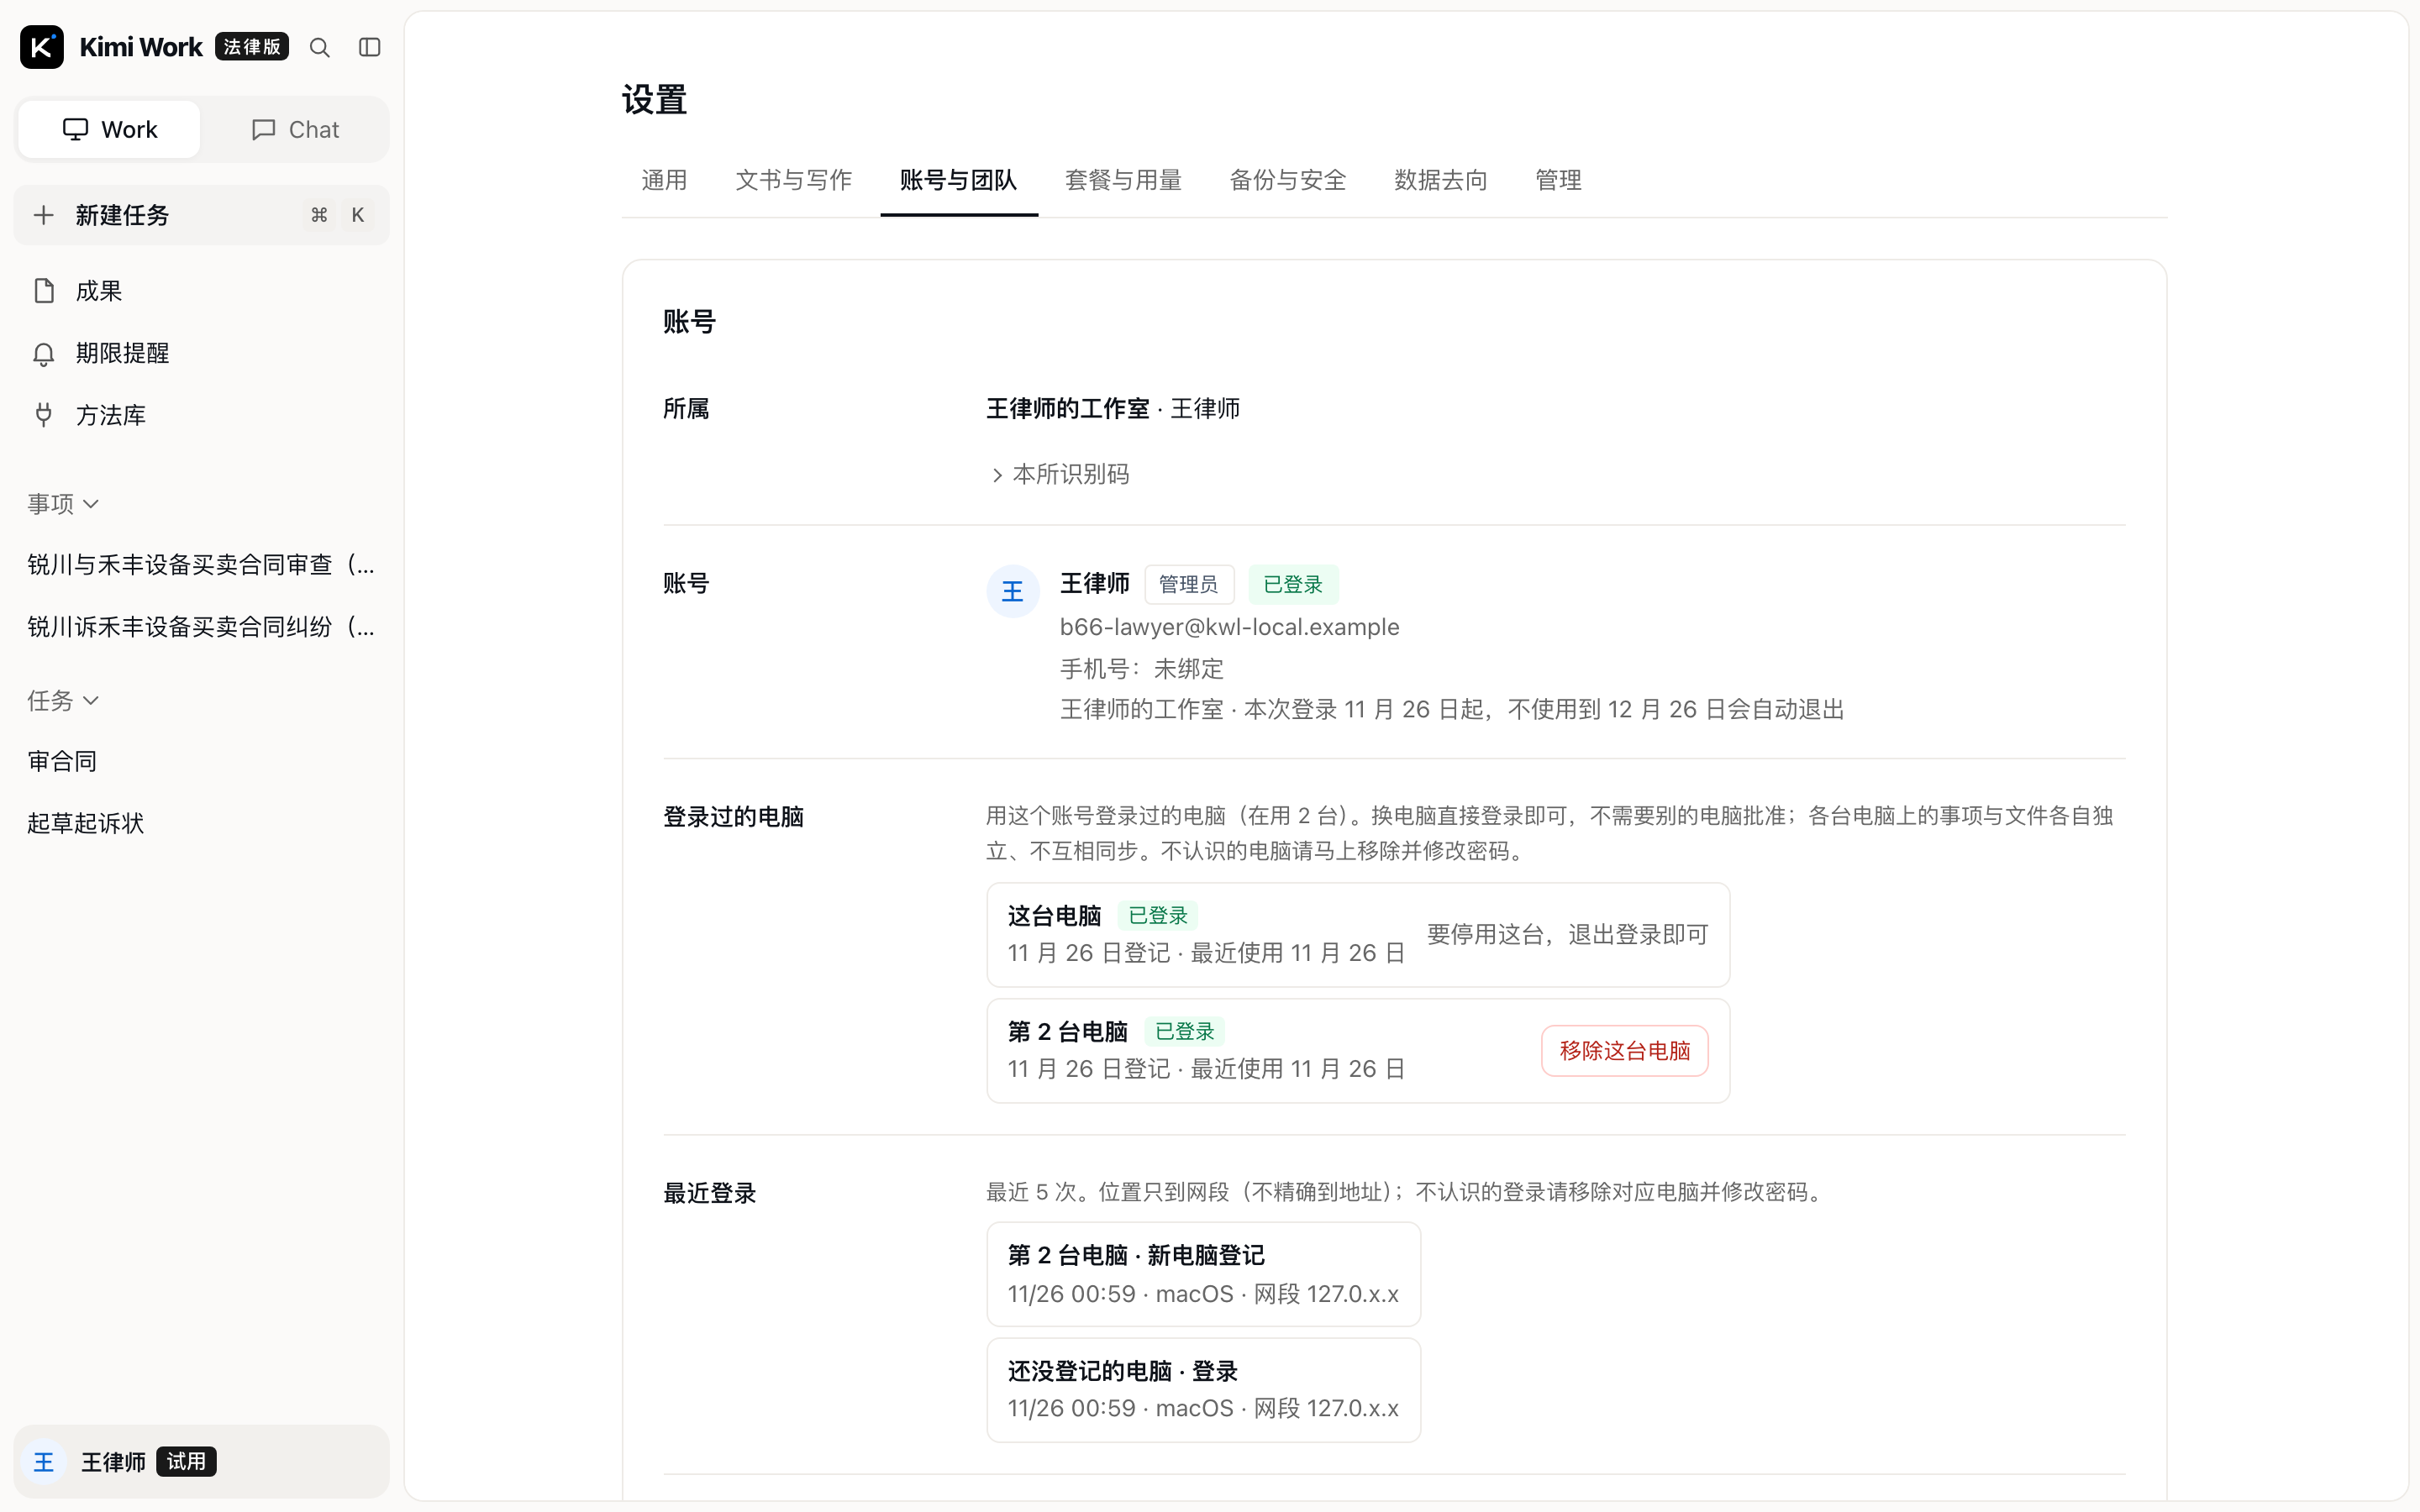 Kimi Work 法律版
Work
Chat
新建任务 ⌘ K
成果
期限提醒
方法库
事项
锐川与禾丰设备买卖合同审查（...
锐川诉禾丰设备买卖合同纠纷（...
任务
审合同
起草起诉状
王 王律师 试用
设置
通用 文书与写作 账号与团队 套餐与用量 备份与安全 数据去向 管理
账号
所属
王律师的工作室 · 王律师
本所识别码
账号
王 王律师 管理员 已登录
b66-lawyer@kwl-local.example
手机号：未绑定
王律师的工作室 · 本次登录 11 月 26 日起，不使用到 12 月 26 日会自动退出
登录过的电脑
用这个账号登录过的电脑（在用 2 台）。换电脑直接登录即可，不需要别的电脑批准；各台电脑上的事项与文件各自独
立、不互相同步。不认识的电脑请马上移除并修改密码。
这台电脑 已登录
11 月 26 日登记 · 最近使用 11 月 26 日
要停用这台，退出登录即可
第 2 台电脑 已登录
11 月 26 日登记 · 最近使用 11 月 26 日
移除这台电脑
最近登录
最近 5 次。位置只到网段（不精确到地址）；不认识的登录请移除对应电脑并修改密码。
第 2 台电脑 · 新电脑登记
11/26 00:59 · macOS · 网段 127.0.x.x
还没登记的电脑 · 登录
11/26 00:59 · macOS · 网段 127.0.x.x